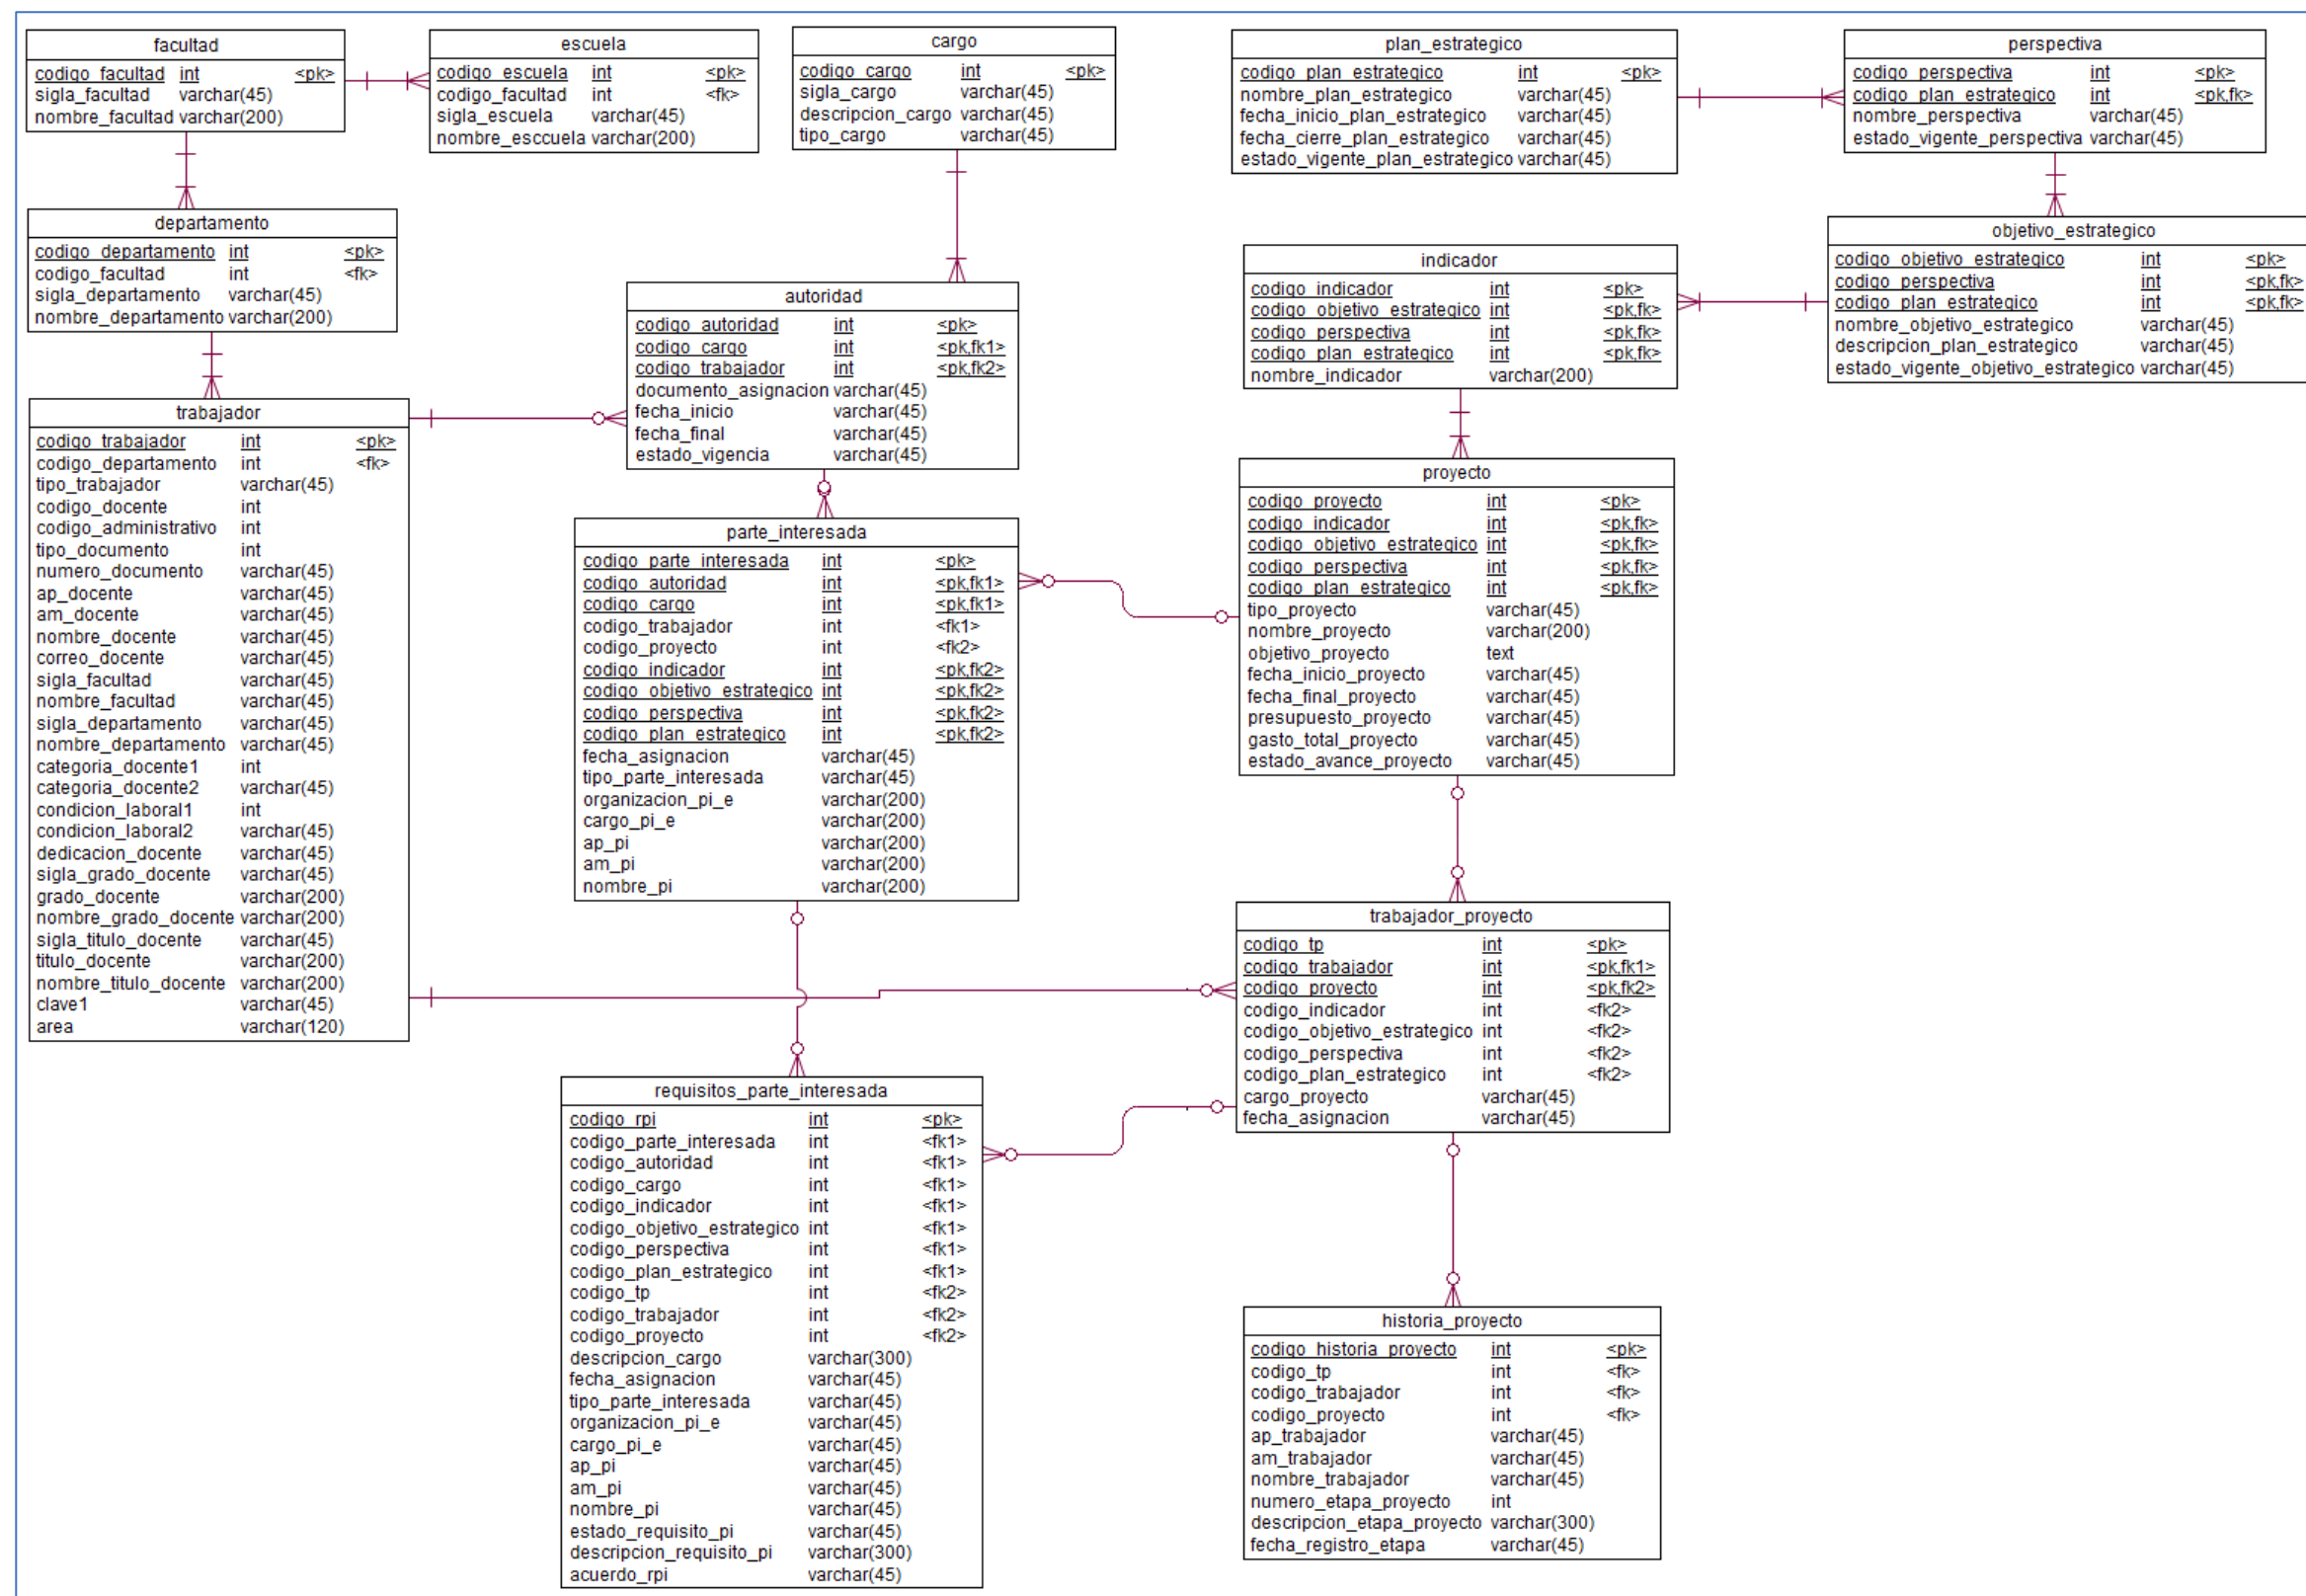 facultad
codigo_facultad int <pk>
sigla_facultad varchar(45)
nombre_facultad varchar(200)
escuela
codigo_escuela int <pk>
codigo_facultad int <fk>
sigla_escuela varchar(45)
nombre_esccuela varchar(200)
cargo
codigo_cargo int <pk>
sigla_cargo varchar(45)
descripcion_cargo varchar(45)
tipo_cargo varchar(45)
plan_estrategico
codigo_plan_estrategico int <pk>
nombre_plan_estrategico varchar(45)
fecha_inicio_plan_estrategico varchar(45)
fecha_cierre_plan_estrategico varchar(45)
estado_vigente_plan_estrategico varchar(45)
perspectiva
codigo_perspectiva int <pk>
codigo_plan_estrategico int <pk,fk>
nombre_perspectiva varchar(45)
estado_vigente_perspectiva varchar(45)
departamento
codigo_departamento int <pk>
codigo_facultad int <fk>
sigla_departamento varchar(45)
nombre_departamento varchar(200)
autoridad
codigo_autoridad int <pk>
codigo_cargo int <pk,fk1>
codigo_trabajador int <pk,fk2>
documento_asignacion varchar(45)
fecha_inicio varchar(45)
fecha_final varchar(45)
estado_vigencia varchar(45)
indicador
codigo_indicador int <pk>
codigo_objetivo_estrategico int <pk,fk>
codigo_perspectiva int <pk,fk>
codigo_plan_estrategico int <pk,fk>
nombre_indicador varchar(200)
objetivo_estrategico
codigo_objetivo_estrategico int <pk>
codigo_perspectiva int <pk,fk>
codigo_plan_estrategico int <pk,fk>
nombre_objetivo_estrategico varchar(45)
descripcion_plan_estrategico varchar(45)
estado_vigente_objetivo_estrategico varchar(45)
trabajador
codigo_trabajador int <pk>
codigo_departamento int <fk>
tipo_trabajador varchar(45)
codigo_docente int
codigo_administrativo int
tipo_documento int
numero_documento varchar(45)
ap_docente varchar(45)
am_docente varchar(45)
nombre_docente varchar(45)
correo_docente varchar(45)
sigla_facultad varchar(45)
nombre_facultad varchar(45)
sigla_departamento varchar(45)
nombre_departamento varchar(45)
categoria_docente1 int
categoria_docente2 varchar(45)
condicion_laboral1 int
condicion_laboral2 varchar(45)
dedicacion_docente varchar(45)
sigla_grado_docente varchar(45)
grado_docente varchar(200)
nombre_grado_docente varchar(200)
sigla_titulo_docente varchar(45)
titulo_docente varchar(200)
nombre_titulo_docente varchar(200)
clave1 varchar(45)
area varchar(120)
parte_interesada
codigo_parte_interesada int <pk>
codigo_autoridad int <pk,fk1>
codigo_cargo int <pk,fk1>
codigo_trabajador int <fk1>
codigo_proyecto int <fk2>
codigo_indicador int <pk,fk2>
codigo_objetivo_estrategico int <pk,fk2>
codigo_perspectiva int <pk,fk2>
codigo_plan_estrategico int <pk,fk2>
fecha_asignacion varchar(45)
tipo_parte_interesada varchar(45)
organizacion_pi_e varchar(200)
cargo_pi_e varchar(200)
ap_pi varchar(200)
am_pi varchar(200)
nombre_pi varchar(200)
proyecto
codigo_proyecto int <pk>
codigo_indicador int <pk,fk>
codigo_objetivo_estrategico int <pk,fk>
codigo_perspectiva int <pk,fk>
codigo_plan_estrategico int <pk,fk>
tipo_proyecto varchar(45)
nombre_proyecto varchar(200)
objetivo_proyecto text
fecha_inicio_proyecto varchar(45)
fecha_final_proyecto varchar(45)
presupuesto_proyecto varchar(45)
gasto_total_proyecto varchar(45)
estado_avance_proyecto varchar(45)
trabajador_proyecto
codigo_tp int <pk>
codigo_trabajador int <pk,fk1>
codigo_proyecto int <pk,fk2>
codigo_indicador int <fk2>
codigo_objetivo_estrategico int <fk2>
codigo_perspectiva int <fk2>
codigo_plan_estrategico int <fk2>
cargo_proyecto varchar(45)
fecha_asignacion varchar(45)
requisitos_parte_interesada
codigo_rpi int <pk>
codigo_parte_interesada int <fk1>
codigo_autoridad int <fk1>
codigo_cargo int <fk1>
codigo_indicador int <fk1>
codigo_objetivo_estrategico int <fk1>
codigo_perspectiva int <fk1>
codigo_plan_estrategico int <fk1>
codigo_tp int <fk2>
codigo_trabajador int <fk2>
codigo_proyecto int <fk2>
descripcion_cargo varchar(300)
fecha_asignacion varchar(45)
tipo_parte_interesada varchar(45)
organizacion_pi_e varchar(45)
cargo_pi_e varchar(45)
ap_pi varchar(45)
am_pi varchar(45)
nombre_pi varchar(45)
estado_requisito_pi varchar(45)
descripcion_requisito_pi varchar(300)
acuerdo_rpi varchar(45)
historia_proyecto
codigo_historia_proyecto int <pk>
codigo_tp int <fk>
codigo_trabajador int <fk>
codigo_proyecto int <fk>
ap_trabajador varchar(45)
am_trabajador varchar(45)
nombre_trabajador varchar(45)
numero_etapa_proyecto int
descripcion_etapa_proyecto varchar(300)
fecha_registro_etapa varchar(45)